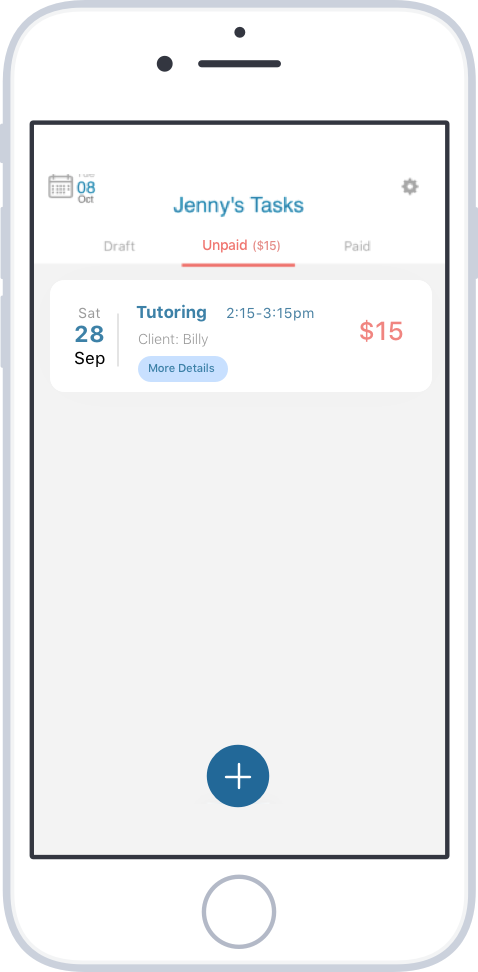 08
Oct
Jenny's Tasks
Draft
Unpaid ($15)
Paid
Sat
28
Sep
Tutoring 2:15-3:15pm
Client: Billy
More Details
$15